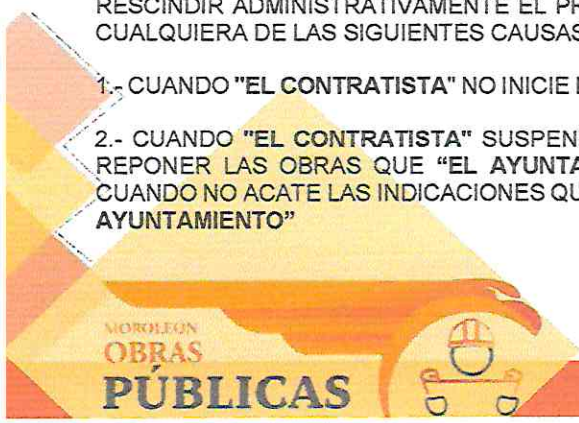 RESCINDIR ADMINISTRATIVAMENTE EL
CUALQUIERA DE LAS SIGUIENTES CAUSAS
1.- CUANDO "EL CONTRATISTA" NO INICIE
2.- CUANDO "EL CONTRATISTA" SUSPEN
REPONER LAS OBRAS QUE "EL AYUNTA
CUANDO NO ACATE LAS INDICACIONES QU
AYUNTAMIENTO"
MOROLEON
OBRAS
PÚBLICAS